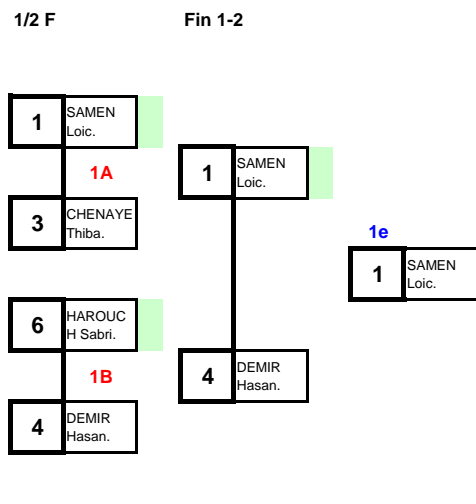 1/2 F
Fin 1-2
1
SAMEN
Loic.
1A
3
CHENAYE
Thiba.
6
HAROUC
H Sabri.
1B
4
DEMIR
Hasan.
1
SAMEN
Loic.
4
DEMIR
Hasan.
1e
1
SAMEN
Loic.